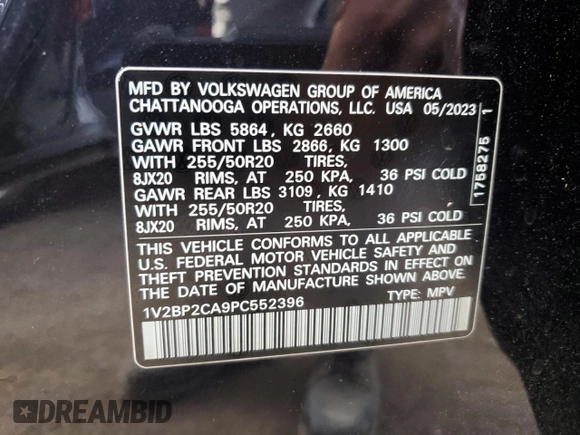 MFD BY VOLKSWAGEN GROUP OF AMERICA
CHATTANOOGA OPERATIONS, LLC. USA 05/2023
GVWR LBS 5864, KG 2660
GAWR FRONT LBS 2866, KG 1300
WITH 255/50R20 TIRES,
8JX20 RIMS, AT 250 KPA, 36 PSI COLD
GAWR REAR LBS 3109, KG 1410
WITH 255/50R20 TIRES,
8JX20 RIMS, AT 250 KPA, 36 PSI COLD
THIS VEHICLE CONFORMS TO ALL APPLICABLE
U.S. FEDERAL MOTOR VEHICLE SAFETY AND
THEFT PREVENTION STANDARDS IN EFFECT ON
THE DATE OF MANUFACTURE SHOWN ABOVE.
1V2BP2CA9PC552396 TYPE: MPV
1758275 1
DREAMBID